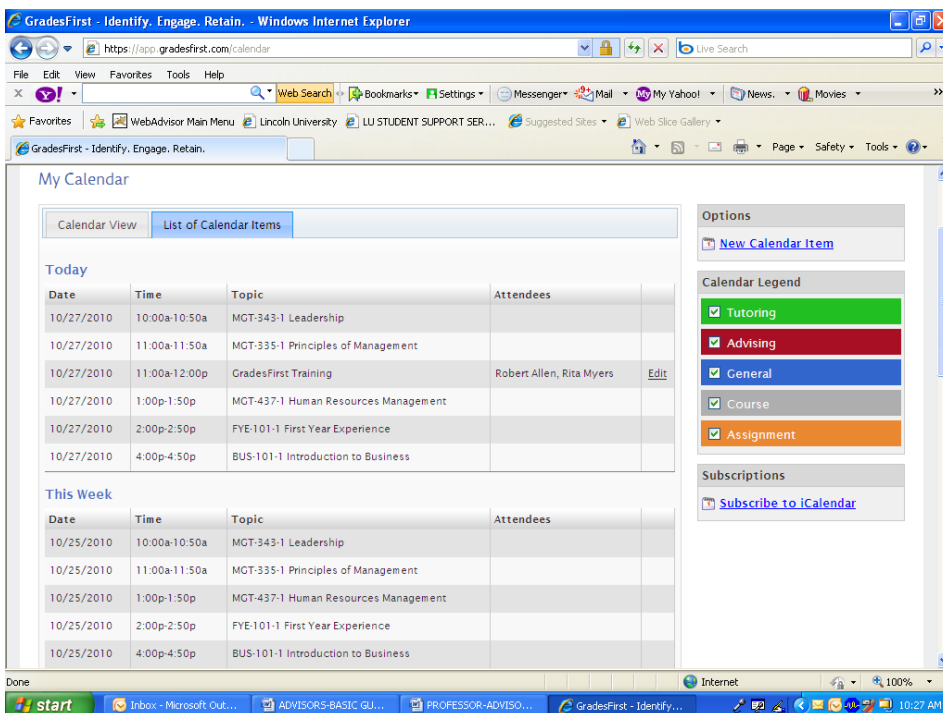 GradesFirst - Identify. Engage. Retain. - Windows Internet Explorer
https://app.gradesfirst.com/calendar
Live Search
File Edit View Favorites Tools Help
Y! Web Search Bookmarks Settings Messenger Mail My Yahoo! News. Movies
Favorites WebAdvisor Main Menu Lincoln University LU STUDENT SUPPORT SER... Suggested Sites Web Slice Gallery
GradesFirst - Identify. Engage. Retain. Page Safety Tools
My Calendar
Calendar View List of Calendar Items
Today
Date Time Topic Attendees
10/27/2010 10:00a-10:50a MGT-343-1 Leadership
10/27/2010 11:00a-11:50a MGT-335-1 Principles of Management
10/27/2010 11:00a-12:00p GradesFirst Training Robert Allen, Rita Myers Edit
10/27/2010 1:00p-1:50p MGT-437-1 Human Resources Management
10/27/2010 2:00p-2:50p FYE-101-1 First Year Experience
10/27/2010 4:00p-4:50p BUS-101-1 Introduction to Business
This Week
Date Time Topic Attendees
10/25/2010 10:00a-10:50a MGT-343-1 Leadership
10/25/2010 11:00a-11:50a MGT-335-1 Principles of Management
10/25/2010 1:00p-1:50p MGT-437-1 Human Resources Management
10/25/2010 2:00p-2:50p FYE-101-1 First Year Experience
10/25/2010 4:00p-4:50p BUS-101-1 Introduction to Business
Options
New Calendar Item
Calendar Legend
Tutoring
Advising
General
Course
Assignment
Subscriptions
Subscribe to iCalendar
Done Internet 100%
start Inbox - Microsoft Out... ADVISORS-BASIC GU... PROFESSOR-ADVISO... GradesFirst - Identify... 10:27 AM